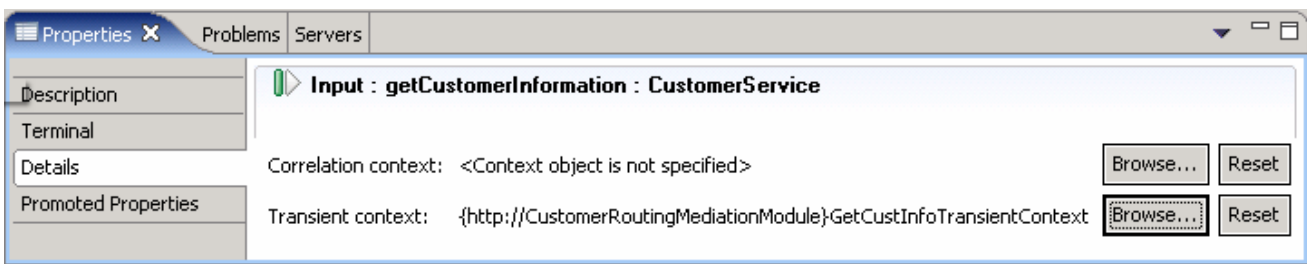 Properties Problems Servers
Input : getCustomerInformation : CustomerService
Description
Terminal
Details
Correlation context: <Context object is not specified> Browse... Reset
Promoted Properties
Transient context: {http://CustomerRoutingMediationModule}GetCustInfoTransientContext Browse... Reset